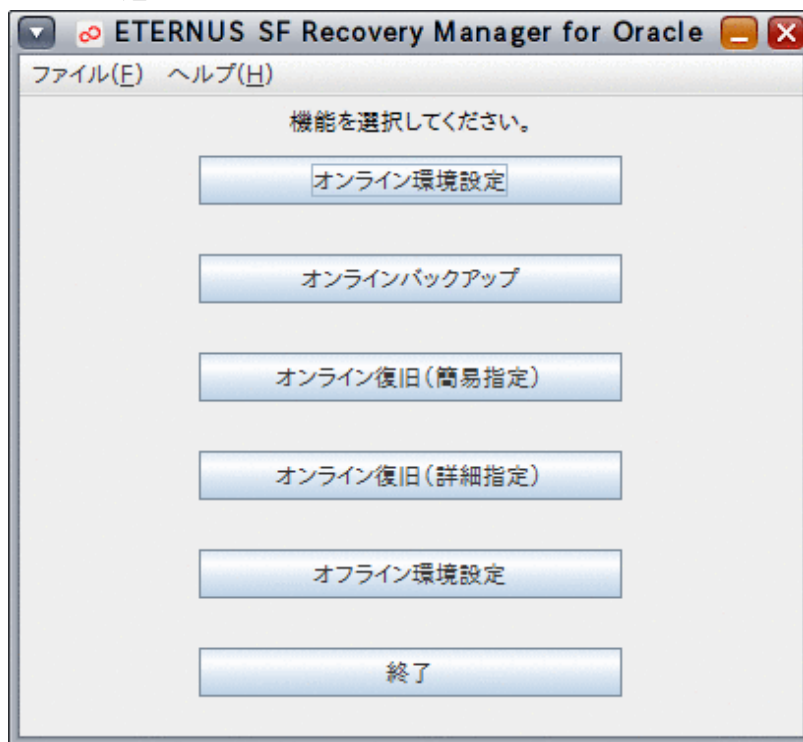 ETERNUS SF Recovery Manager for Oracle
ファイル(F) ヘルプ(H)
機能を選択してください。
オンライン環境設定
オンラインバックアップ
オンライン復旧(簡易指定)
オンライン復旧(詳細指定)
オフライン環境設定
終了